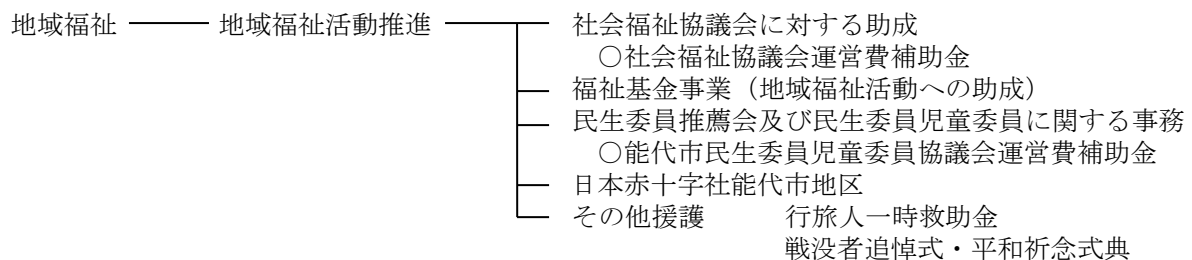 地域福祉 地域福祉活動推進 社会福祉協議会に対する助成
○社会福祉協議会運営費補助金
福祉基金事業（地域福祉活動への助成）
民生委員推薦会及び民生委員児童委員に関する事務
○能代市民生委員児童委員協議会運営費補助金
日本赤十字社能代市地区
その他援護 行旅人一時救助金
戦没者追悼式・平和祈念式典